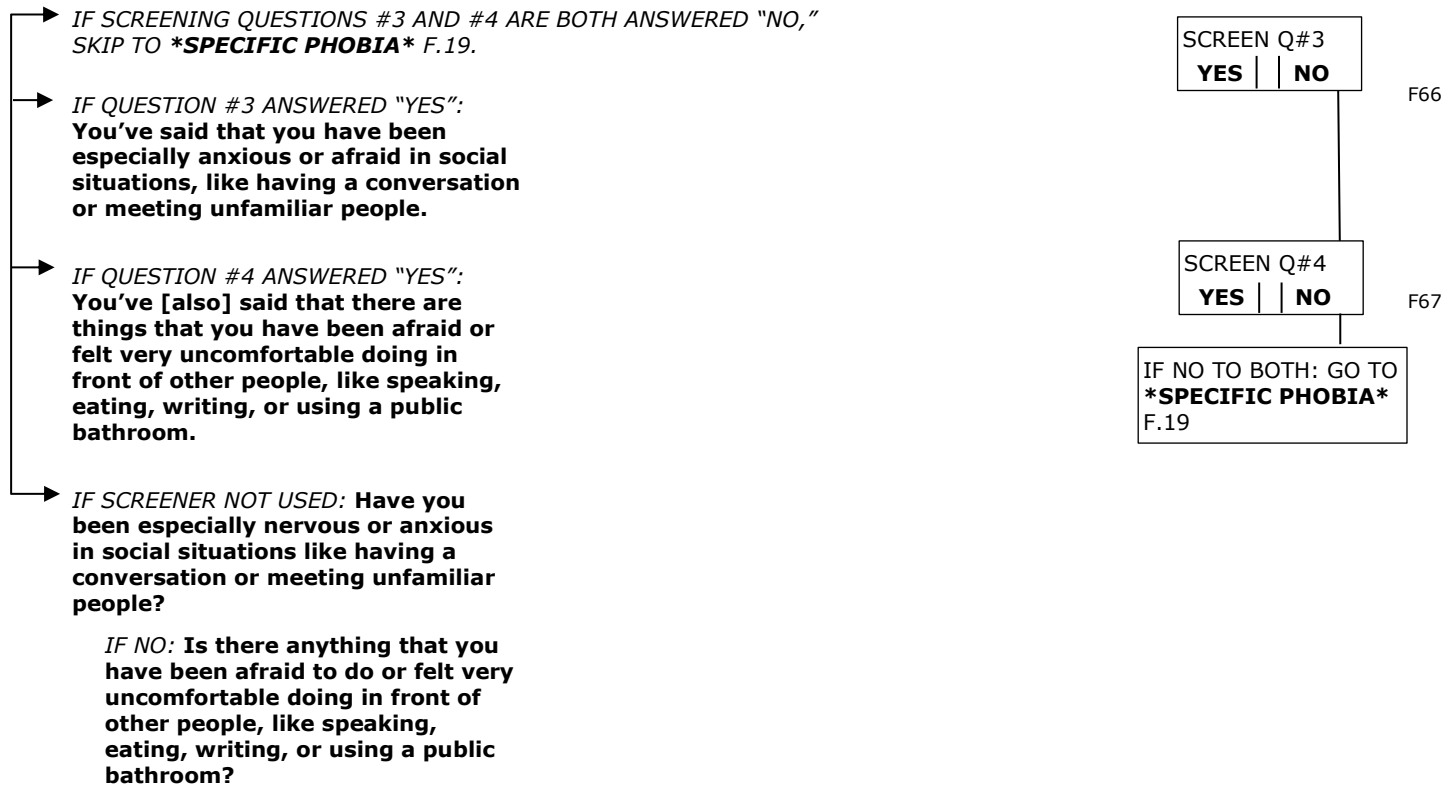 IF SCREENING QUESTIONS #3 AND #4 ARE BOTH ANSWERED “NO,”
SKIP TO *SPECIFIC PHOBIA* F.19.
IF QUESTION #3 ANSWERED “YES”:
You’ve said that you have been
especially anxious or afraid in social
situations, like having a conversation
or meeting unfamiliar people.
IF QUESTION #4 ANSWERED “YES”:
You’ve [also] said that there are
things that you have been afraid or
felt very uncomfortable doing in
front of other people, like speaking,
eating, writing, or using a public
bathroom.
IF SCREENER NOT USED: Have you
been especially nervous or anxious
in social situations like having a
conversation or meeting unfamiliar
people?
IF NO: Is there anything that you
have been afraid to do or felt very
uncomfortable doing in front of
other people, like speaking,
eating, writing, or using a public
bathroom?
SCREEN Q#3
YES NO
F66
SCREEN Q#4
YES NO
F67
IF NO TO BOTH: GO TO
*SPECIFIC PHOBIA*
F.19